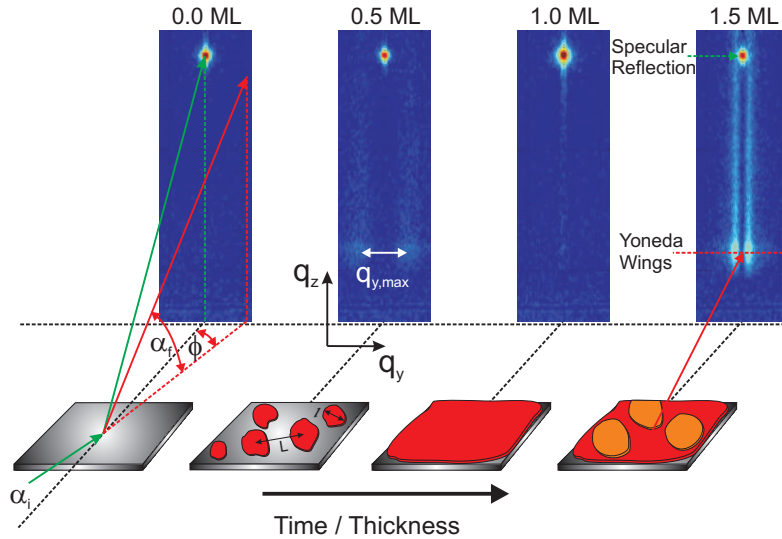 0.0 ML
0.5 ML
1.0 ML
1.5 ML
Specular
Reflection
Yoneda
Wings
q_y,max
q_z
q_y
α_f
ϕ
α_i
l
L
Time / Thickness